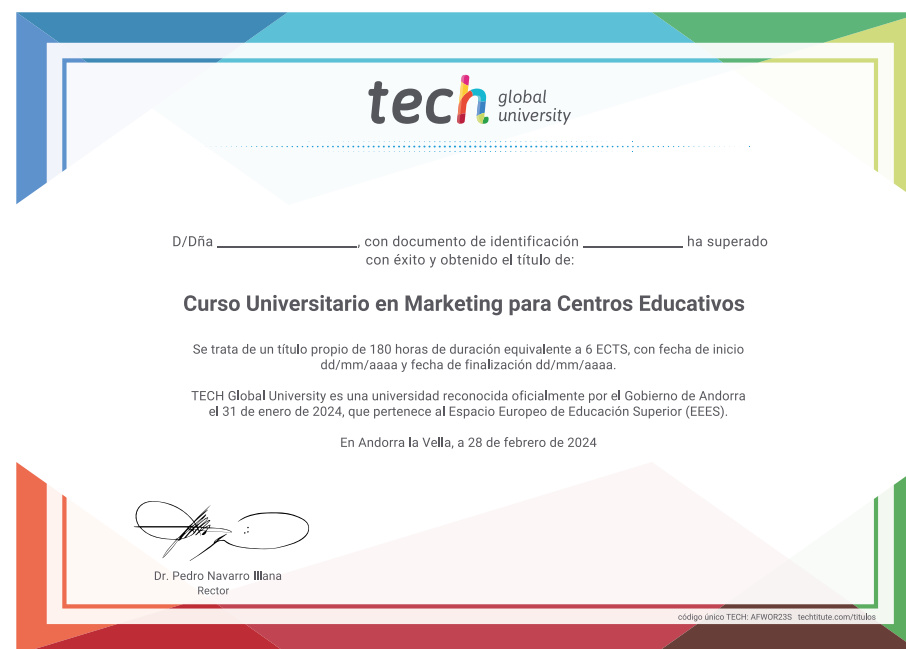 tech global university
D/Dña ____________, con documento de identificación ____________ ha superado
con éxito y obtenido el título de:
Curso Universitario en Marketing para Centros Educativos
Se trata de un título propio de 180 horas de duración equivalente a 6 ECTS, con fecha de inicio
dd/mm/aaaa y fecha de finalización dd/mm/aaaa.
TECH Global University es una universidad reconocida oficialmente por el Gobierno de Andorra
el 31 de enero de 2024, que pertenece al Espacio Europeo de Educación Superior (EEES).
En Andorra la Vella, a 28 de febrero de 2024
Dr. Pedro Navarro Illana
Rector
código único TECH: AFWOR23S techtitute.com/titulos